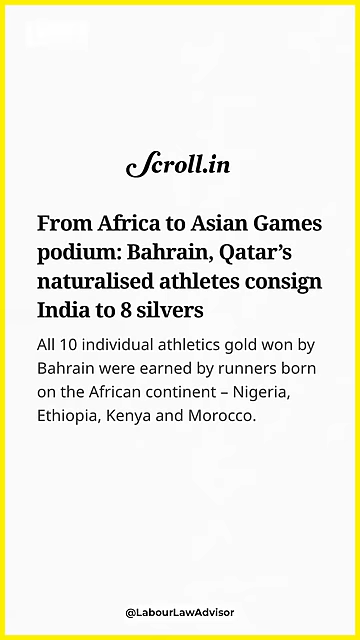 Scroll.in
From Africa to Asian Games
podium: Bahrain, Qatar’s
naturalised athletes consign
India to 8 silvers
All 10 individual athletics gold won by
Bahrain were earned by runners born
on the African continent – Nigeria,
Ethiopia, Kenya and Morocco.
@LabourLawAdvisor